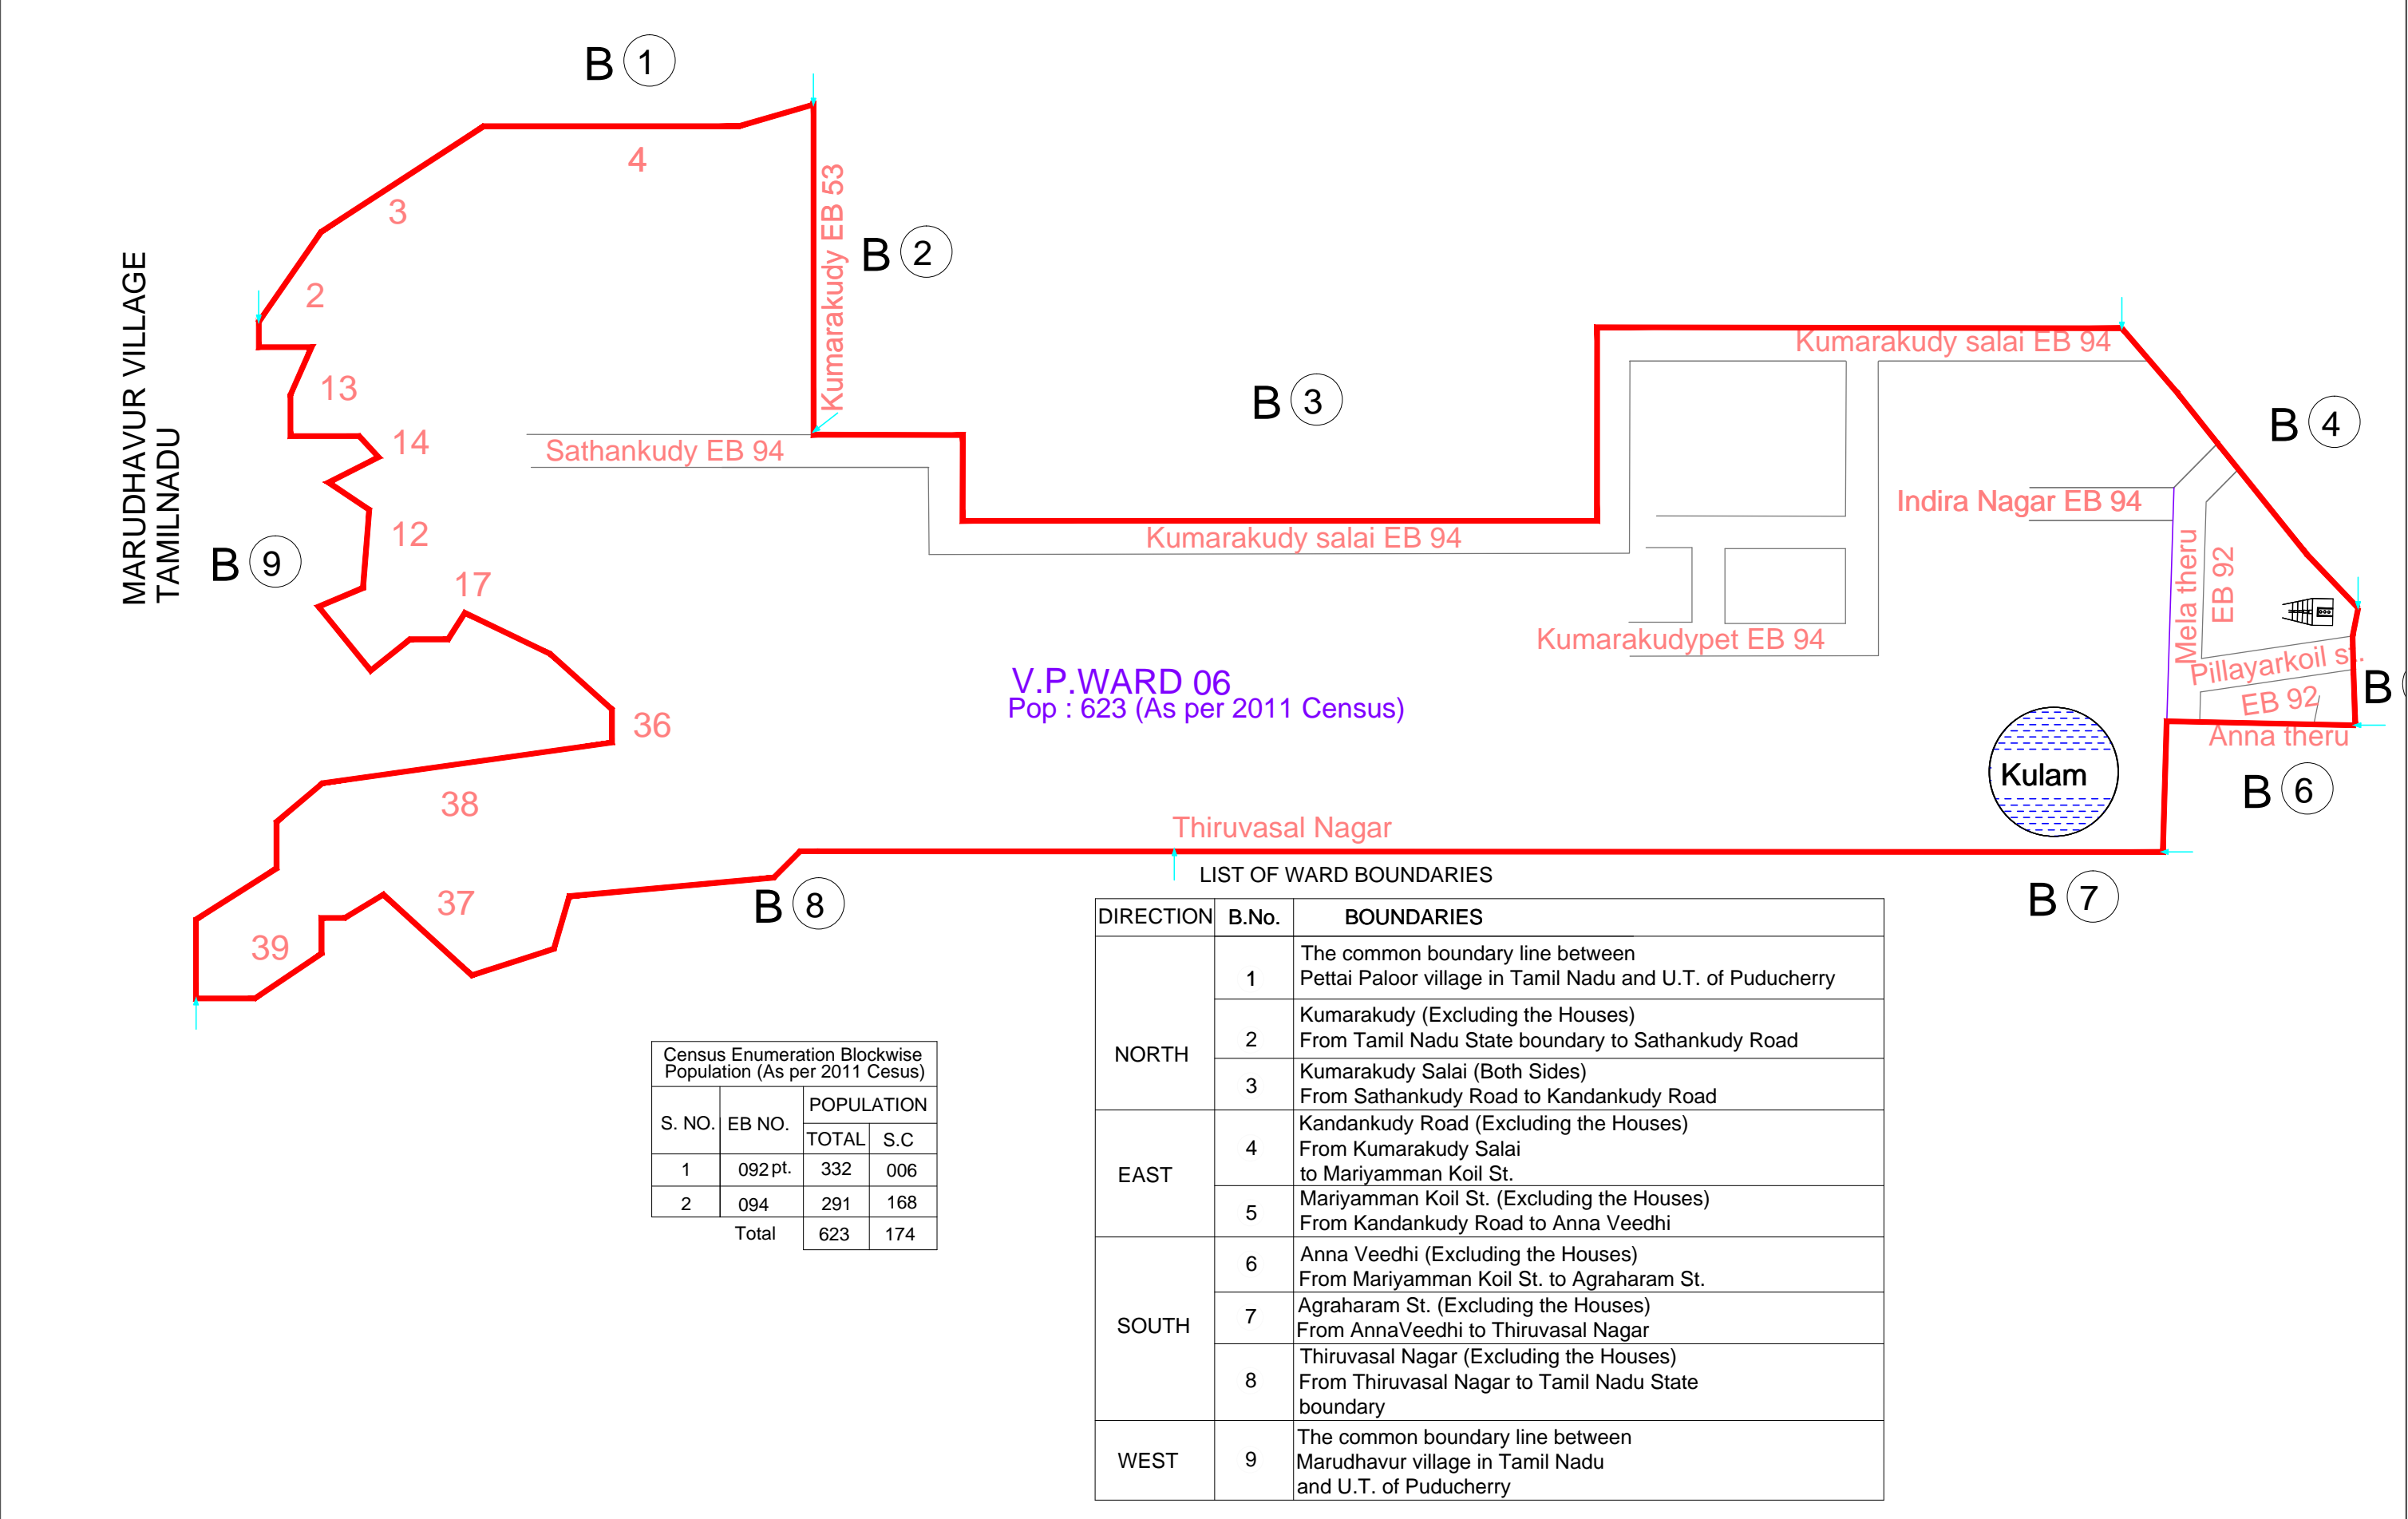 B 1
4
3
2
Kumarakudy EB 53
B 2
MARUDHAVUR VILLAGE
TAMILNADU
13
14
12
B 9
17
36
38
37
39
Sathankudy EB 94
B 3
Kumarakudy salai EB 94
Kumarakudy salai EB 94
B 4
Indira Nagar EB 94
Mela theru
EB 92
Kumarakudypet EB 94
Pillayarkoil st.
EB 92
B
Anna theru
B 6
V.P.WARD 06
Pop : 623 (As per 2011 Census)
Kulam
Thiruvasal Nagar
B 8
B 7
LIST OF WARD BOUNDARIES
DIRECTION B.No. BOUNDARIES
NORTH
1 The common boundary line between
Pettai Paloor village in Tamil Nadu and U.T. of Puducherry
2 Kumarakudy (Excluding the Houses)
From Tamil Nadu State boundary to Sathankudy Road
3 Kumarakudy Salai (Both Sides)
From Sathankudy Road to Kandankudy Road
EAST
4 Kandankudy Road (Excluding the Houses)
From Kumarakudy Salai
to Mariyamman Koil St.
5 Mariyamman Koil St. (Excluding the Houses)
From Kandankudy Road to Anna Veedhi
SOUTH
6 Anna Veedhi (Excluding the Houses)
From Mariyamman Koil St. to Agraharam St.
7 Agraharam St. (Excluding the Houses)
From AnnaVeedhi to Thiruvasal Nagar
8 Thiruvasal Nagar (Excluding the Houses)
From Thiruvasal Nagar to Tamil Nadu State
boundary
WEST
9 The common boundary line between
Marudhavur village in Tamil Nadu
and U.T. of Puducherry
Census Enumeration Blockwise
Population (As per 2011 Cesus)
S. NO. EB NO. POPULATION
TOTAL S.C
1 092 pt. 332 006
2 094 291 168
Total 623 174